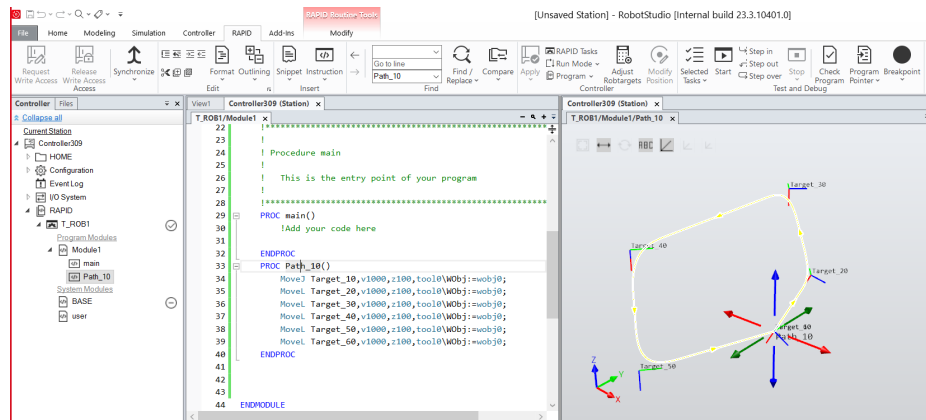 RAPID Routine Tools
[Unsaved Station] - RobotStudio [Internal build 23.3.10401.0]
File Home Modeling Simulation Controller RAPID Add-Ins Modify
Request Write Access
Release Write Access
Synchronize
Format
Outlining
Snippet
Instruction
Go to line
Path_10
Find / Replace
Compare
Apply
RAPID Tasks
Run Mode
Program
Adjust Robtargets
Modify Position
Selected Tasks
Start
Step in
Step out
Step over
Stop
Check Program
Program Pointer
Breakpoint
Access
Edit
Insert
Find
Controller
Test and Debug
Controller Files
Collapse all
Current Station
Controller309
HOME
Configuration
Event Log
I/O System
RAPID
T_ROB1
Program Modules
Module1
main
Path_10
System Modules
BASE
user
View1 Controller309 (Station) x
T_ROB1/Module1 x
22 !*******************************************************
23 !
24 ! Procedure main
25 !
26 ! This is the entry point of your program
27 !
28 !*******************************************************
29 PROC main()
30 !Add your code here
31
32 ENDPROC
33 PROC Path_10()
34 MoveJ Target_10,v1000,z100,tool0\WObj:=wobj0;
35 MoveL Target_20,v1000,z100,tool0\WObj:=wobj0;
36 MoveL Target_30,v1000,z100,tool0\WObj:=wobj0;
37 MoveL Target_40,v1000,z100,tool0\WObj:=wobj0;
38 MoveL Target_50,v1000,z100,tool0\WObj:=wobj0;
39 MoveL Target_60,v1000,z100,tool0\WObj:=wobj0;
40 ENDPROC
41
42
43
44 ENDMODULE
Controller309 (Station) x
T_ROB1/Module1/Path_10 x
ABC
Target_30
Target_40
Target_20
Path_10
Target_50
Z
Y
X